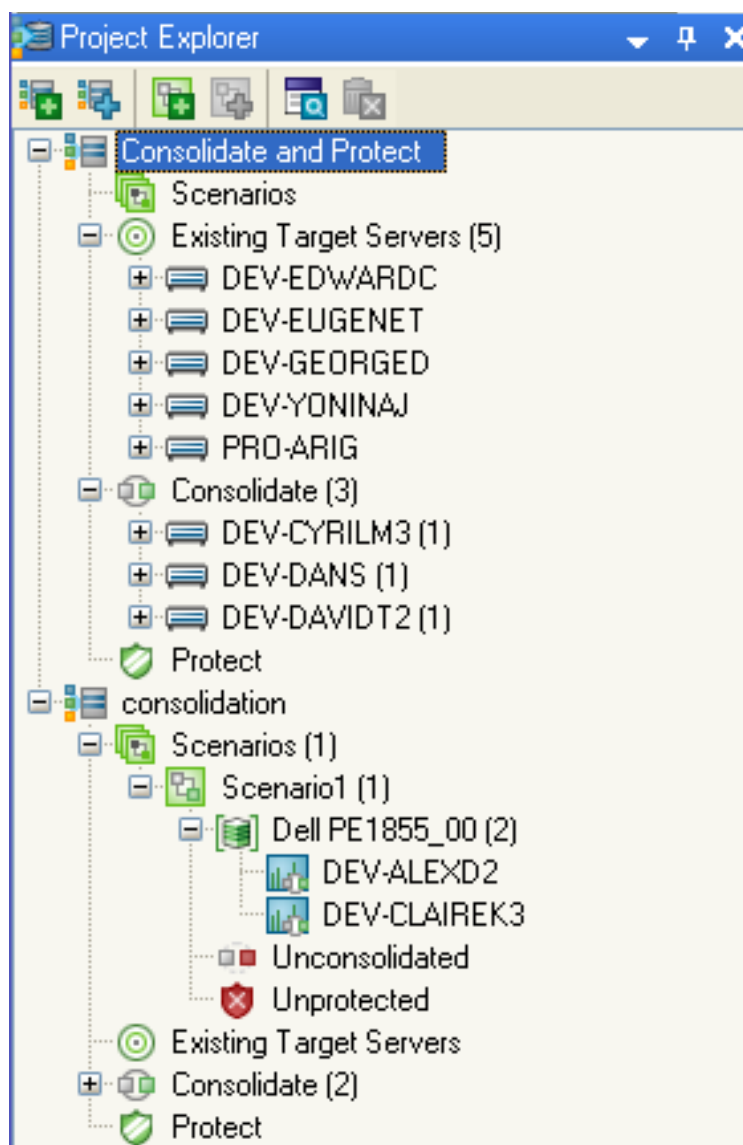 Project Explorer
Consolidate and Protect
Scenarios
Existing Target Servers (5)
DEV-EDWARDC
DEV-EUGENET
DEV-GEORGED
DEV-YONINAJ
PRO-ARIG
Consolidate (3)
DEV-CYRILM3 (1)
DEV-DANS (1)
DEV-DAVIDT2 (1)
Protect
consolidation
Scenarios (1)
Scenario1 (1)
Dell PE1855_00 (2)
DEV-ALEXD2
DEV-CLAIREK3
Unconsolidated
Unprotected
Existing Target Servers
Consolidate (2)
Protect